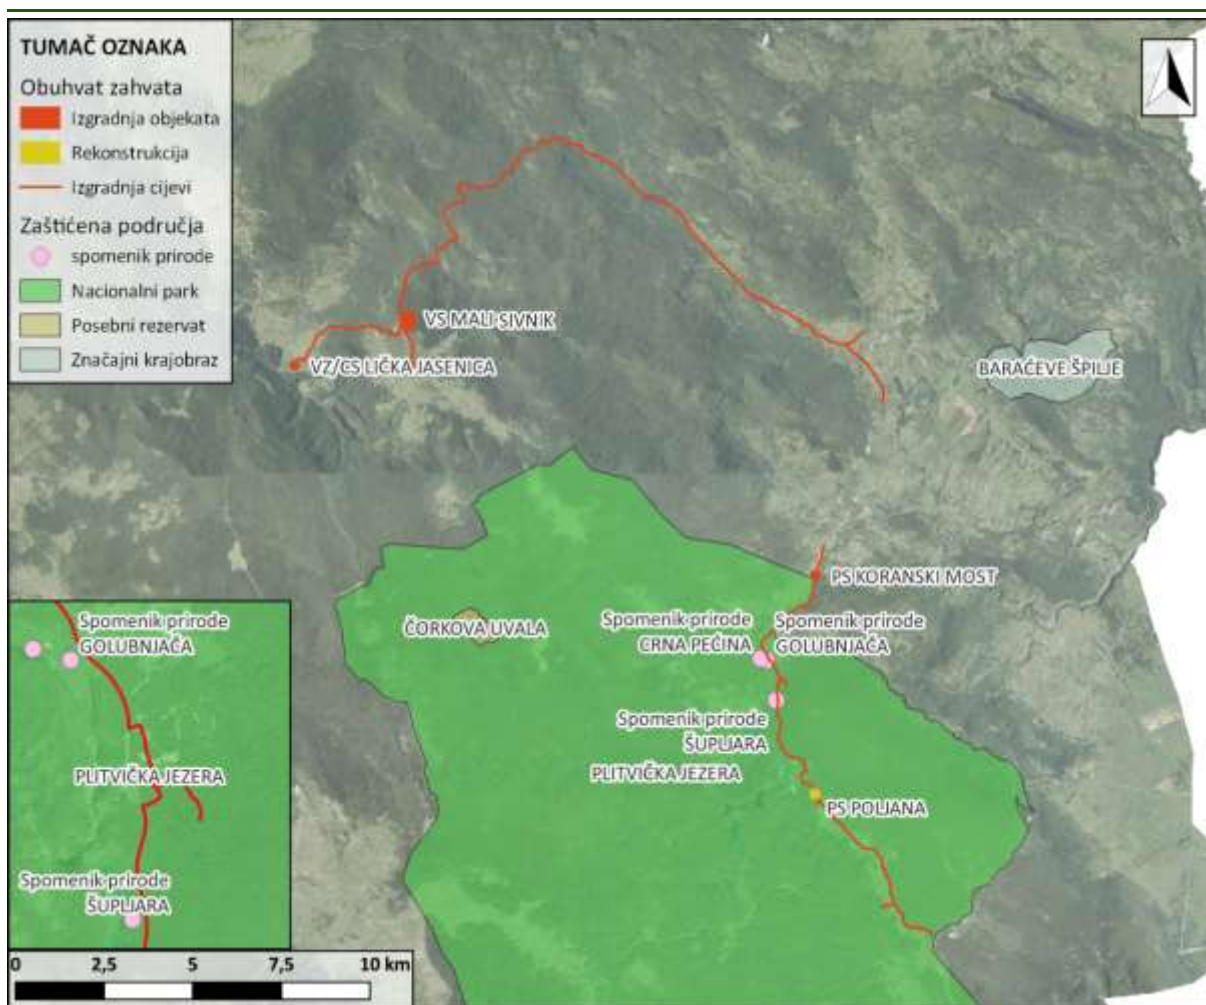 TUMAČ OZNAKA
Obuhvat zahvata
Izgradnja objekata
Rekonstrukcija
Izgradnja cijevi
Zaštićena područja
spomenik prirode
Nacionalni park
Posebni rezervat
Značajni krajobraz
VS MALI SIVNIK
VZ/CS LIČKA JASENICA
BARAĆEVE ŠPILJE
PS KORANSKI MOST
ČORKOVA UVALA
Spomenik prirode
CRNA PEĆINA
Spomenik prirode
GOLUBNJAČA
Spomenik prirode
ŠUPLJARA
PLITVIČKA JEZERA
PS POLJANA
Spomenik prirode
GOLUBNJAČA
PLITVIČKA JEZERA
Spomenik prirode
ŠUPLJARA
0 2,5 5 7,5 10 km